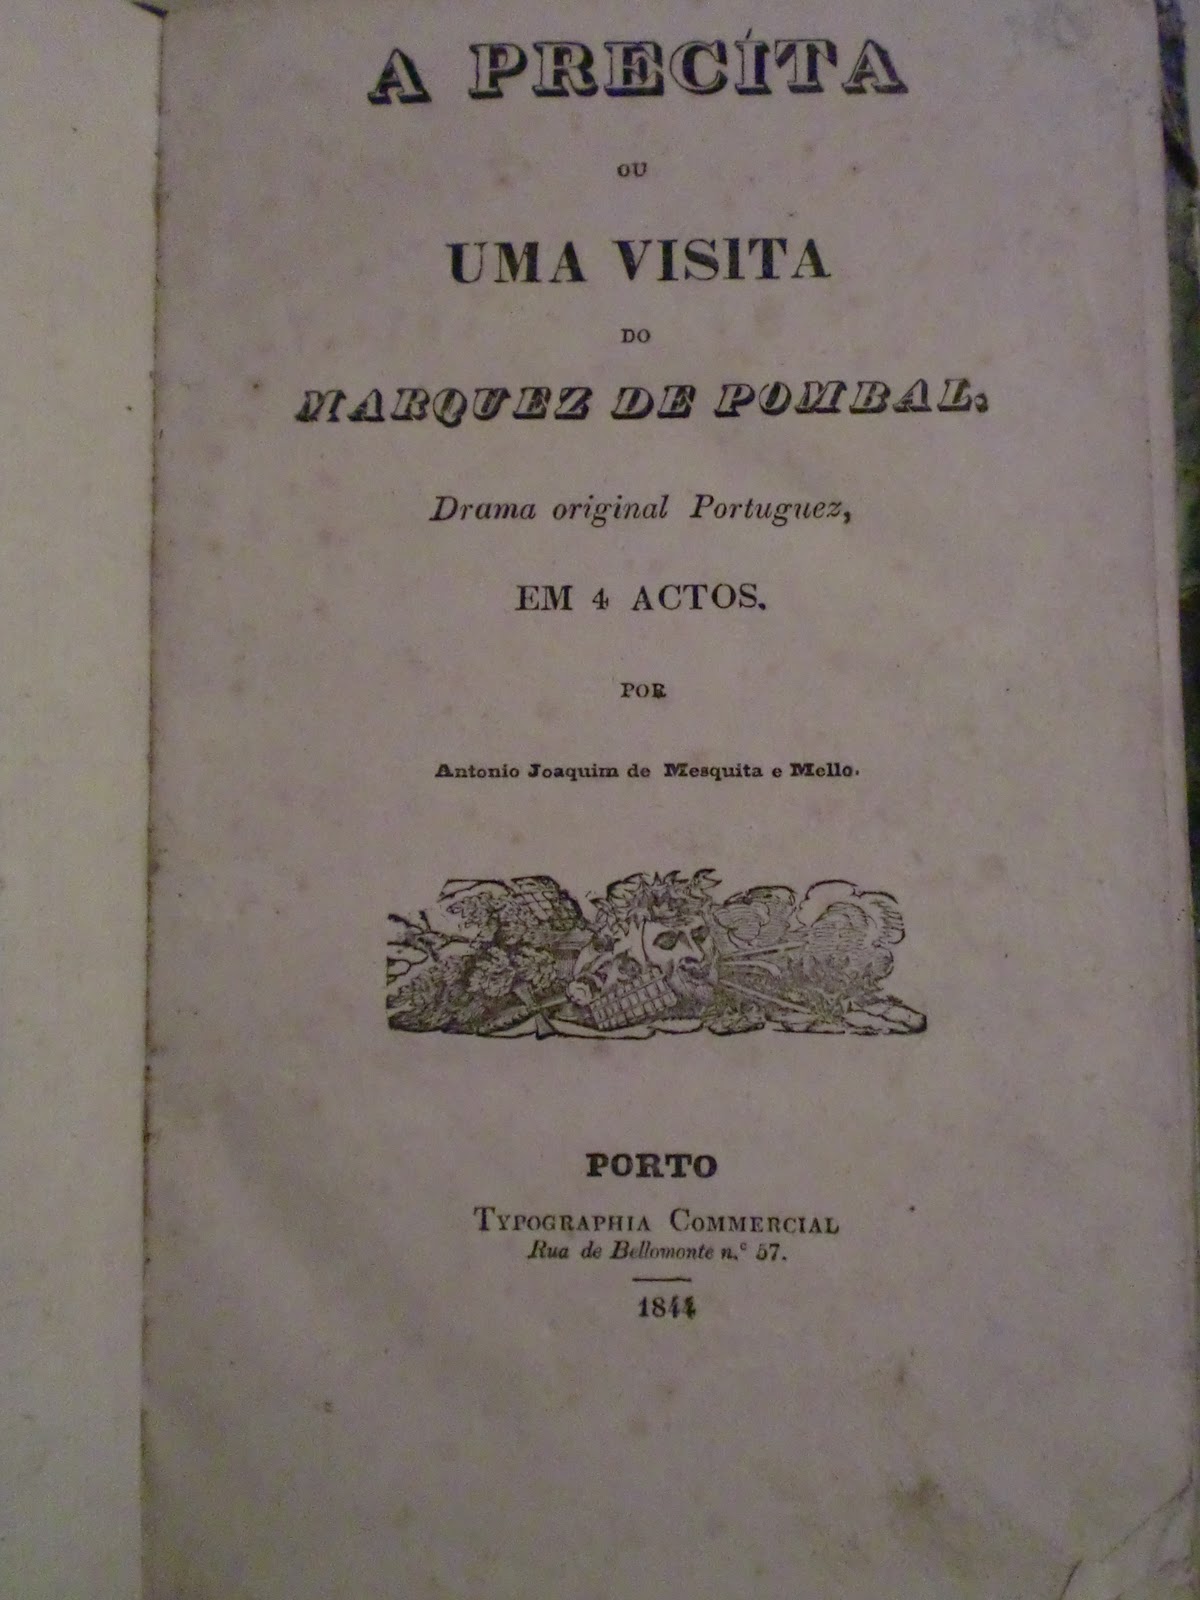 A PRECÍTA
OU
UMA VISITA
DO
MARQUEZ DE POMBAL,
Drama original Portuguez,
EM 4 ACTOS.
POR
Antonio Joaquim de Mesquita e Mello.
PORTO
TYPOGRAPHIA COMMERCIAL
Rua de Bellomonte n.º 57.
1844